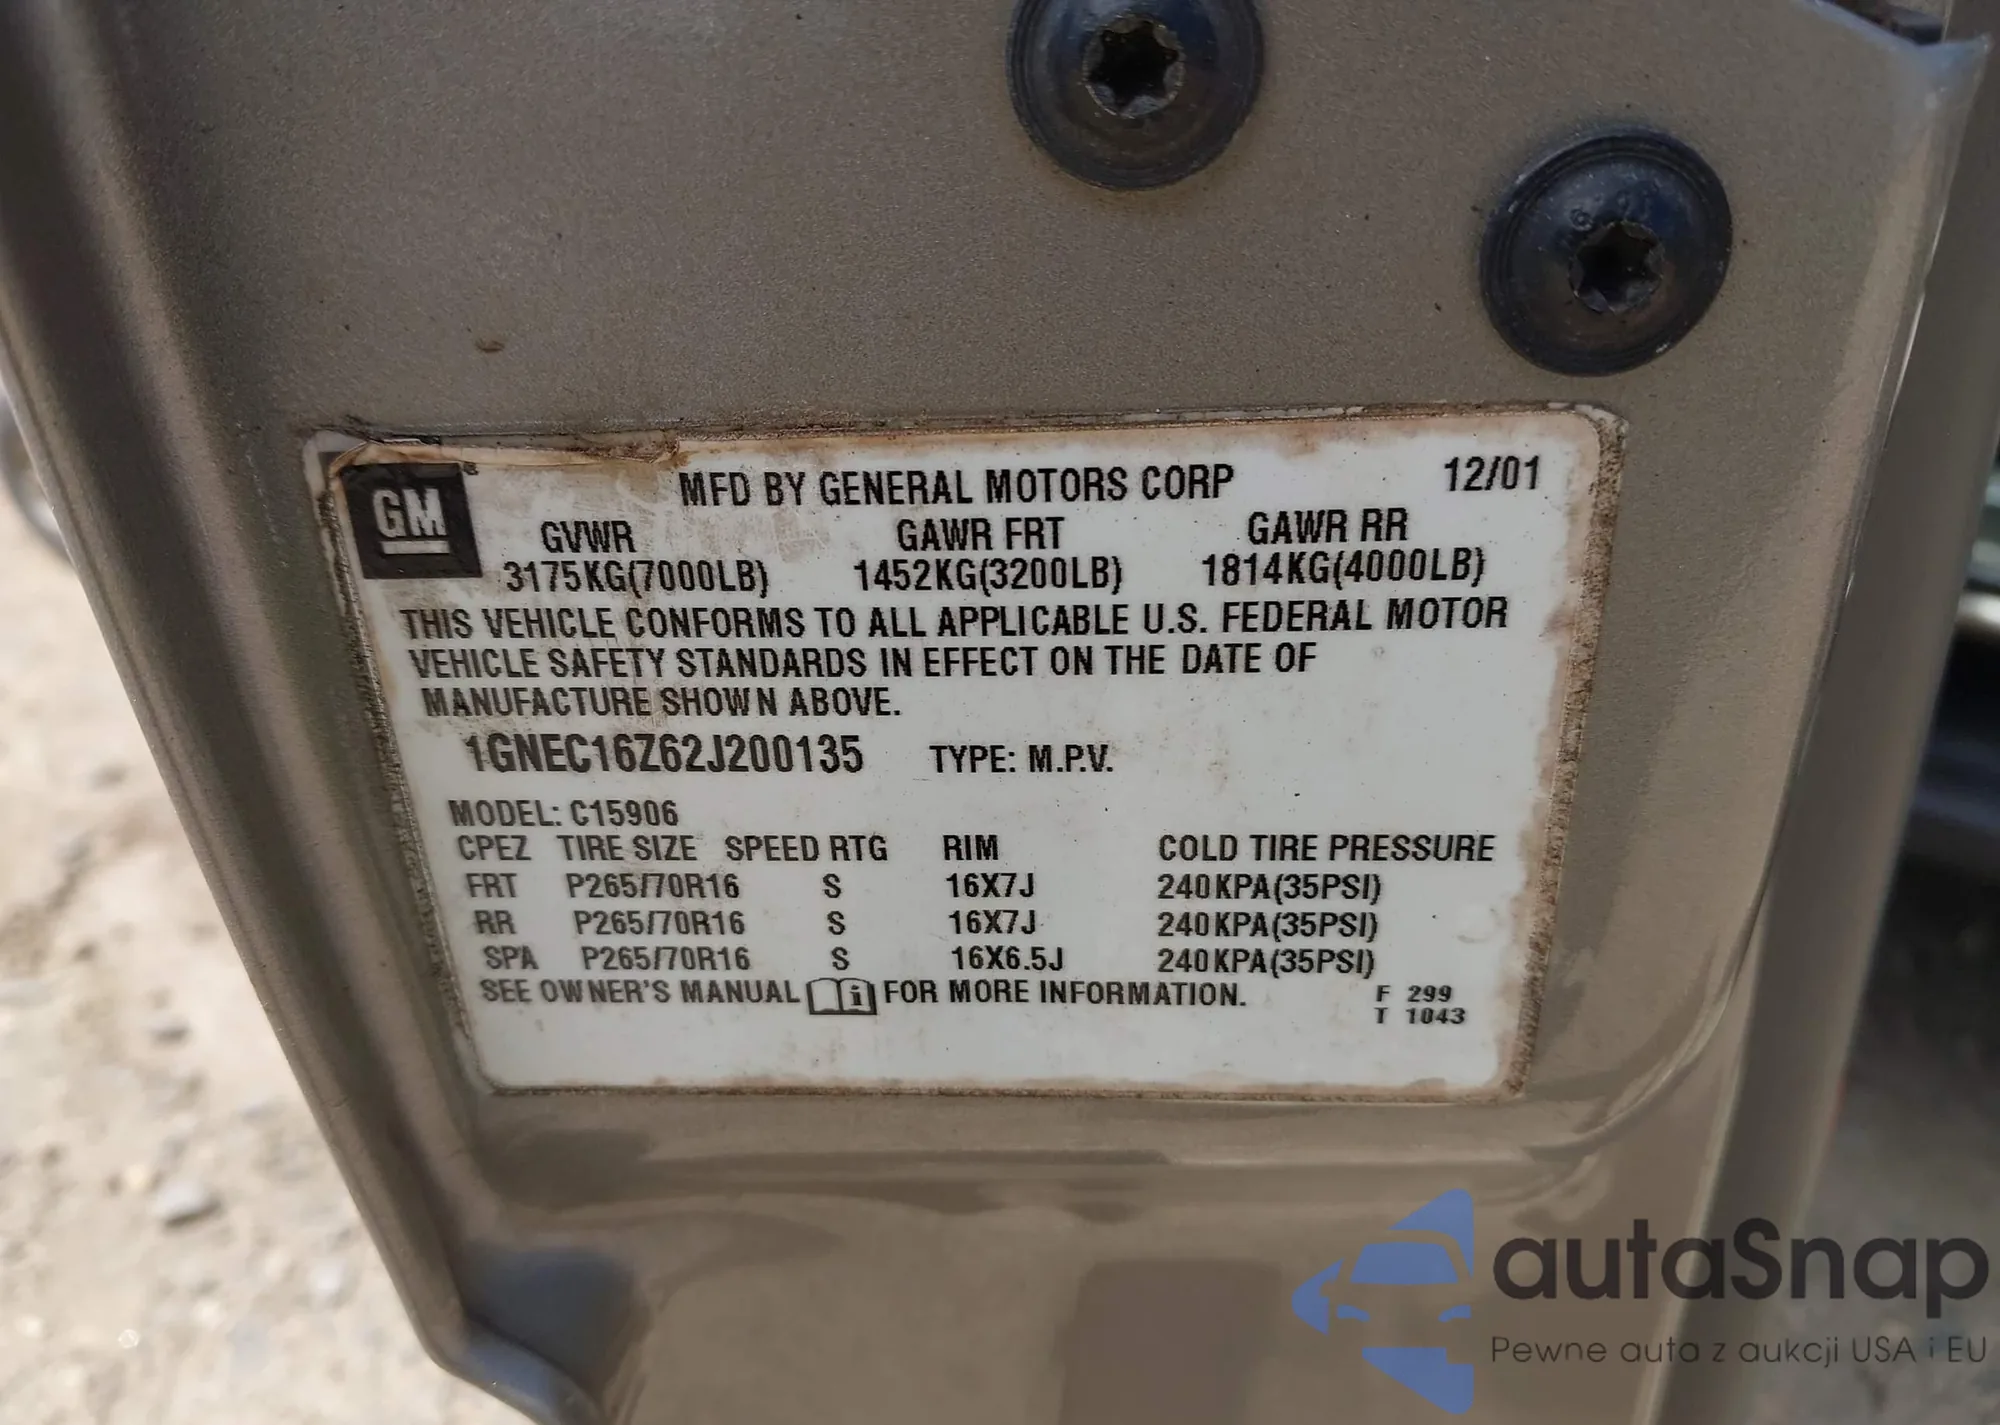 GM
MFD BY GENERAL MOTORS CORP 12/01
GVWR GAWR FRT GAWR RR
3175KG(7000LB) 1452KG(3200LB) 1814KG(4000LB)
THIS VEHICLE CONFORMS TO ALL APPLICABLE U.S. FEDERAL MOTOR
VEHICLE SAFETY STANDARDS IN EFFECT ON THE DATE OF
MANUFACTURE SHOWN ABOVE.
1GNEC16Z62J200135 TYPE: M.P.V.
MODEL: C15906
CPEZ TIRE SIZE SPEED RTG RIM COLD TIRE PRESSURE
FRT P265/70R16 S 16X7J 240KPA(35PSI)
RR P265/70R16 S 16X7J 240KPA(35PSI)
SPA P265/70R16 S 16X6.5J 240KPA(35PSI)
SEE OWNER'S MANUAL i FOR MORE INFORMATION.
F 299
T 1043
autaSnap
Pewne auta z aukcji USA i EU